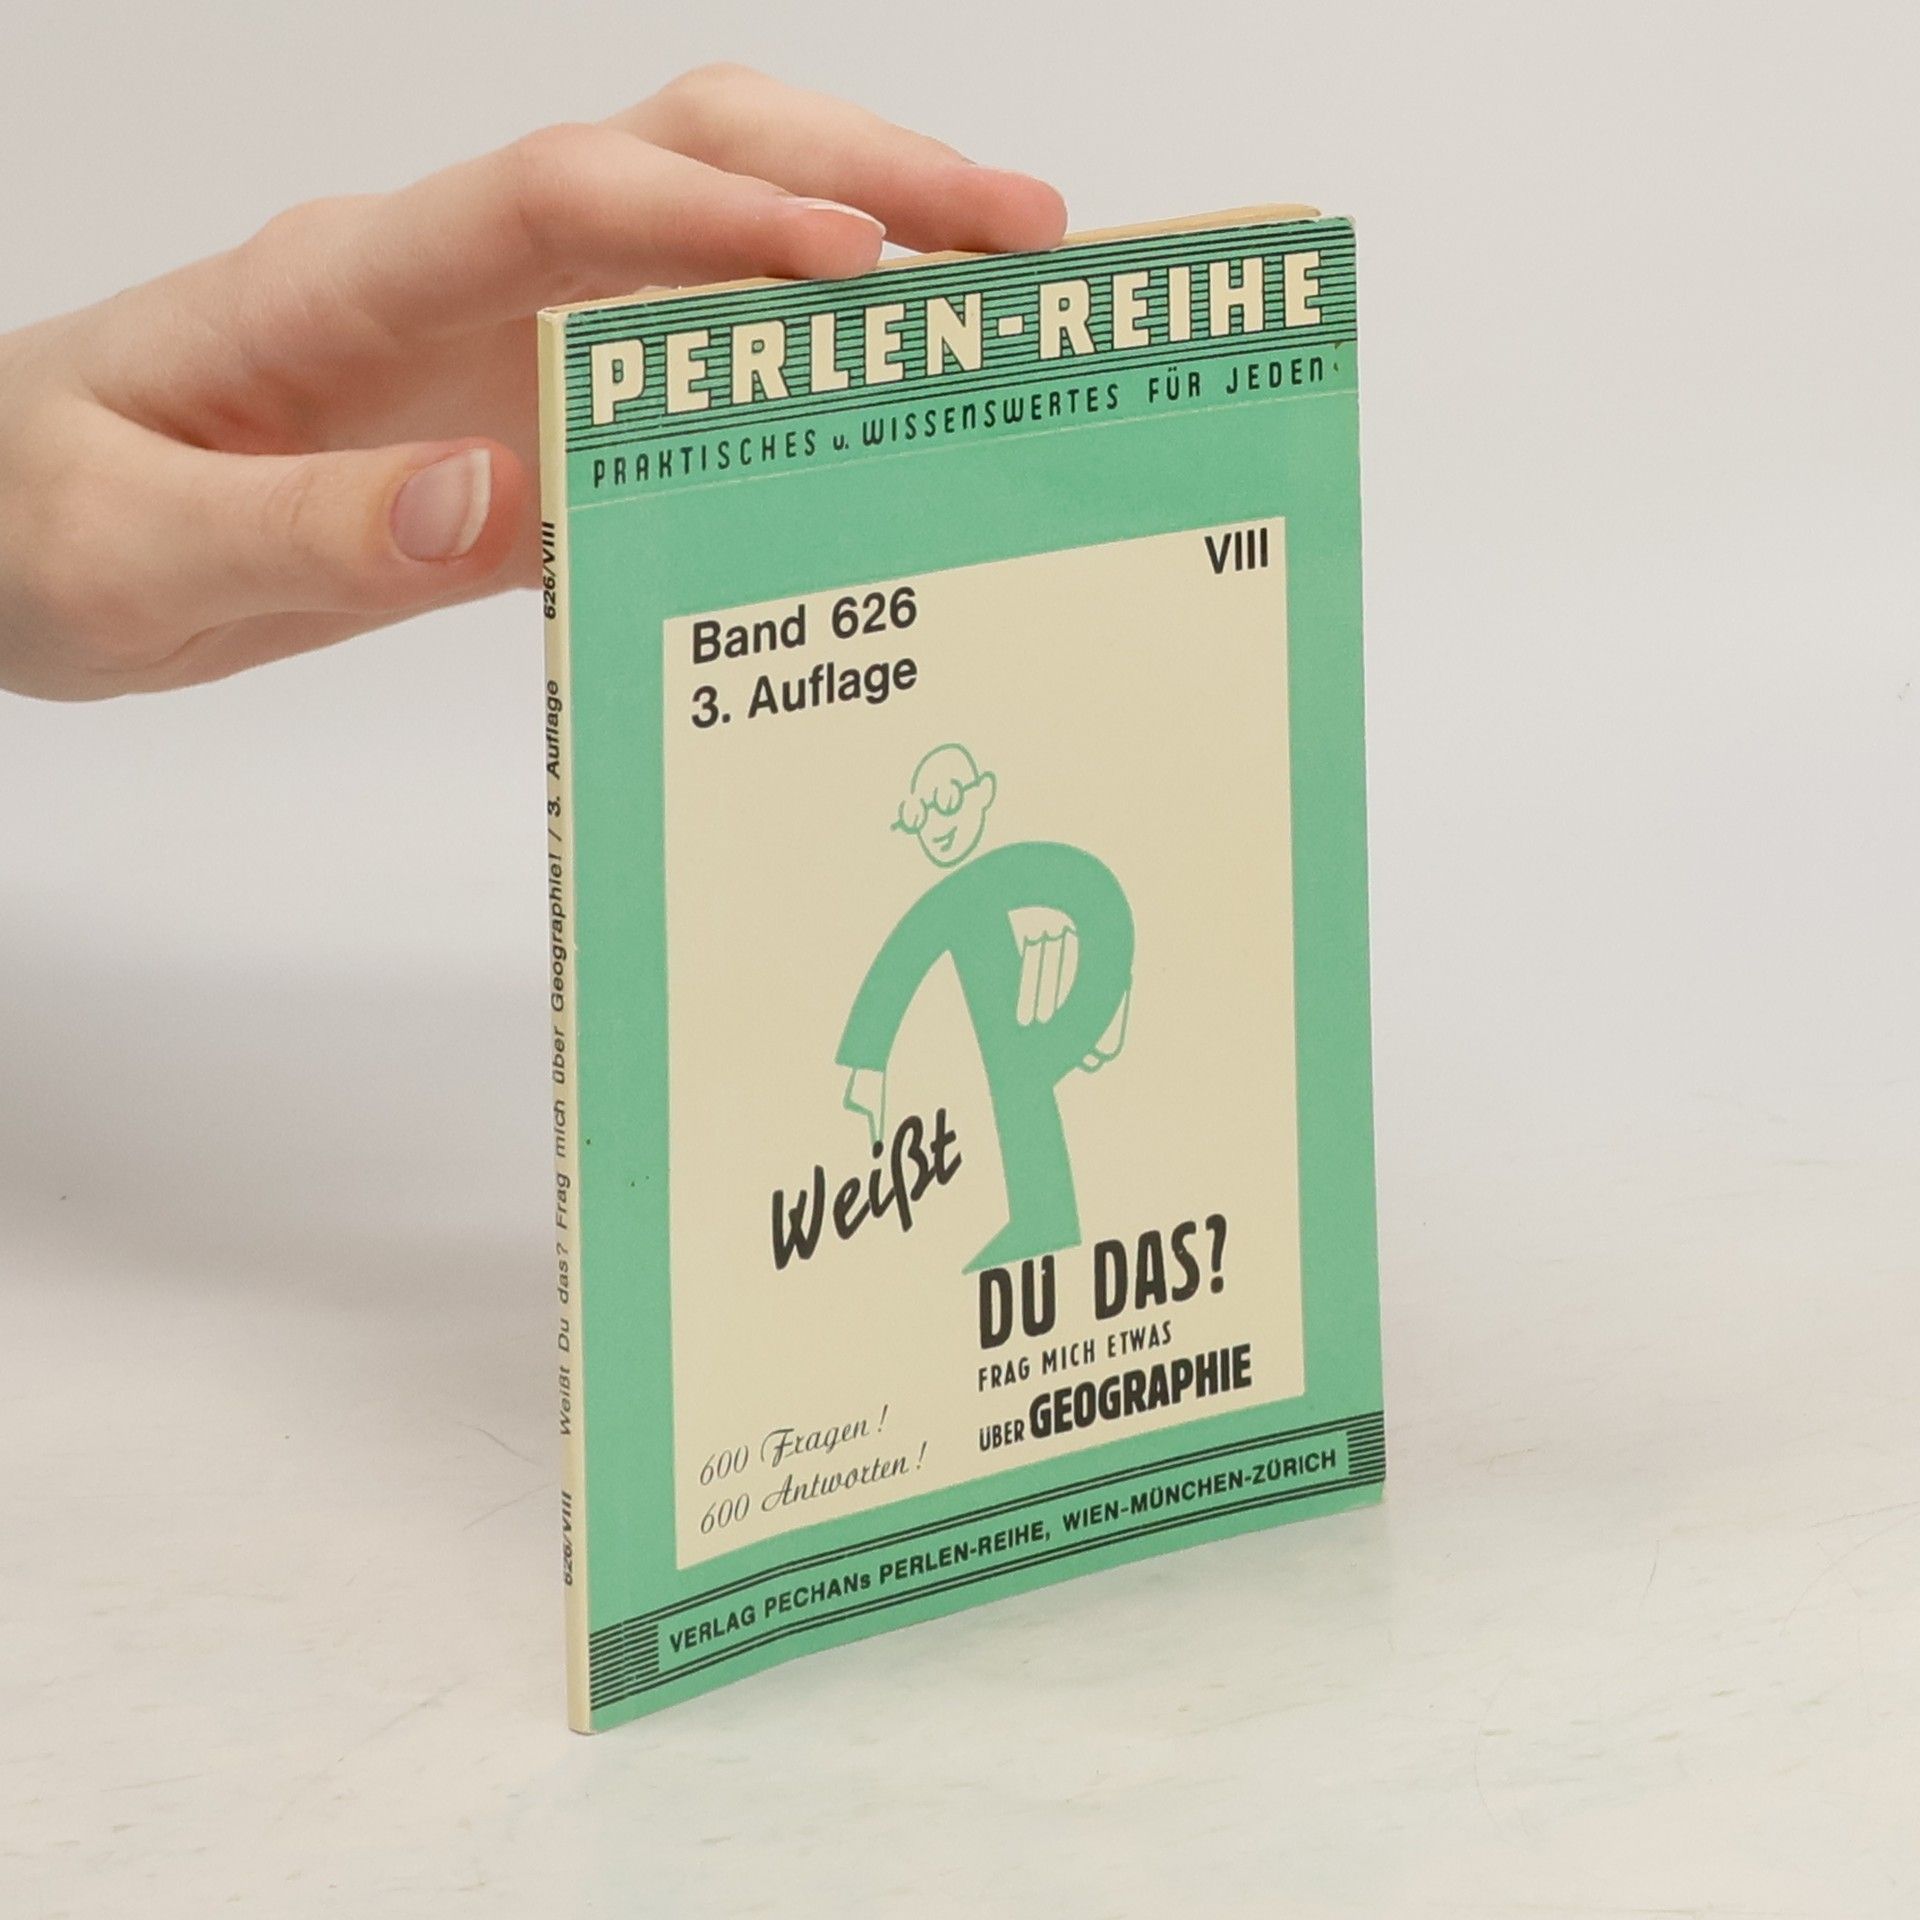 PERLEN-REIHE
PRAKTISCHES u. WISSENSWERTES FÜR JEDEN
VIII
Band 626
3. Auflage
Weißt
DU DAS?
FRAG MICH ETWAS
ÜBER GEOGRAPHIE
600 Fragen!
600 Antworten!
VERLAG PECHANs PERLEN-REIHE, WIEN-MÜNCHEN-ZÜRICH
626/VIII Weißt Du das? Frag mich über Geographie! / 3. Auflage 626/VIII